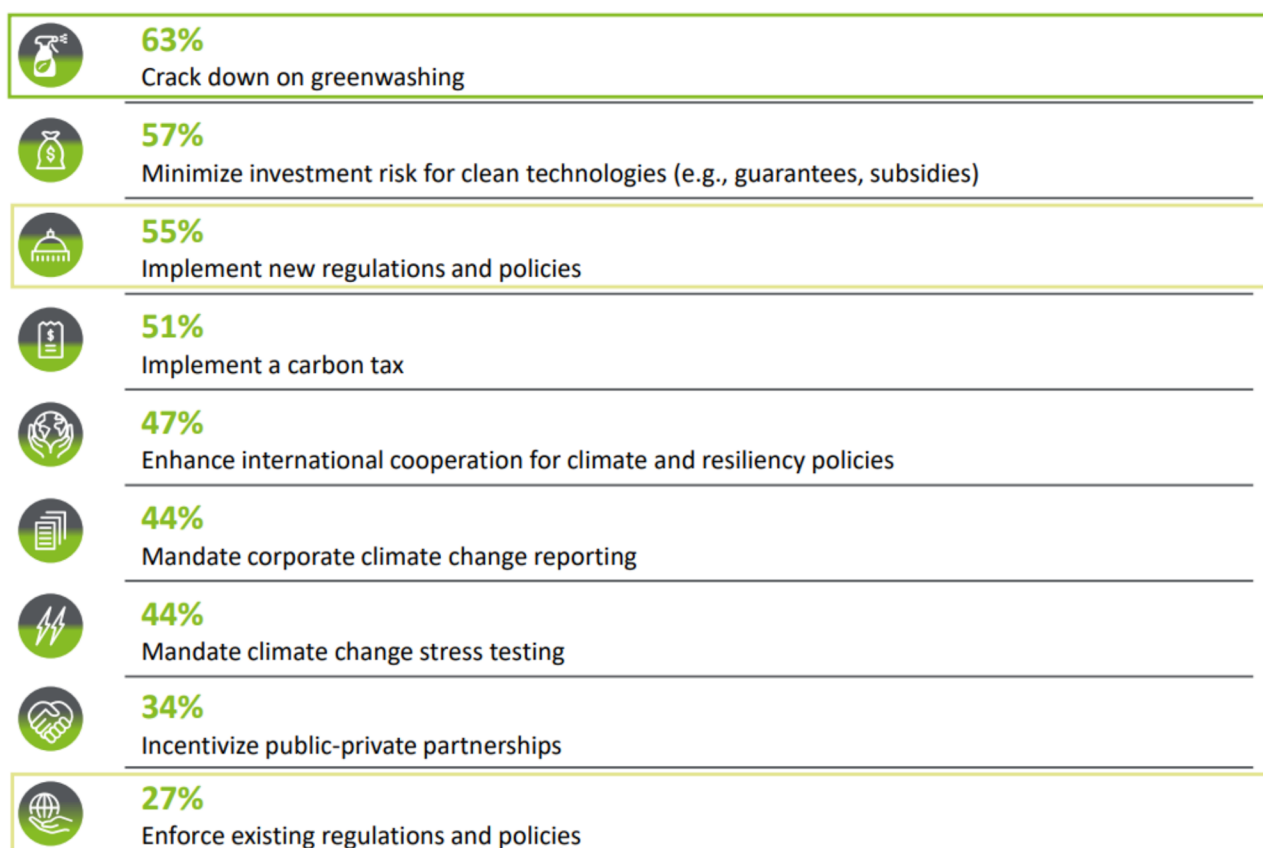 63%
Crack down on greenwashing
57%
Minimize investment risk for clean technologies (e.g., guarantees, subsidies)
55%
Implement new regulations and policies
51%
Implement a carbon tax
47%
Enhance international cooperation for climate and resiliency policies
44%
Mandate corporate climate change reporting
44%
Mandate climate change stress testing
34%
Incentivize public-private partnerships
27%
Enforce existing regulations and policies